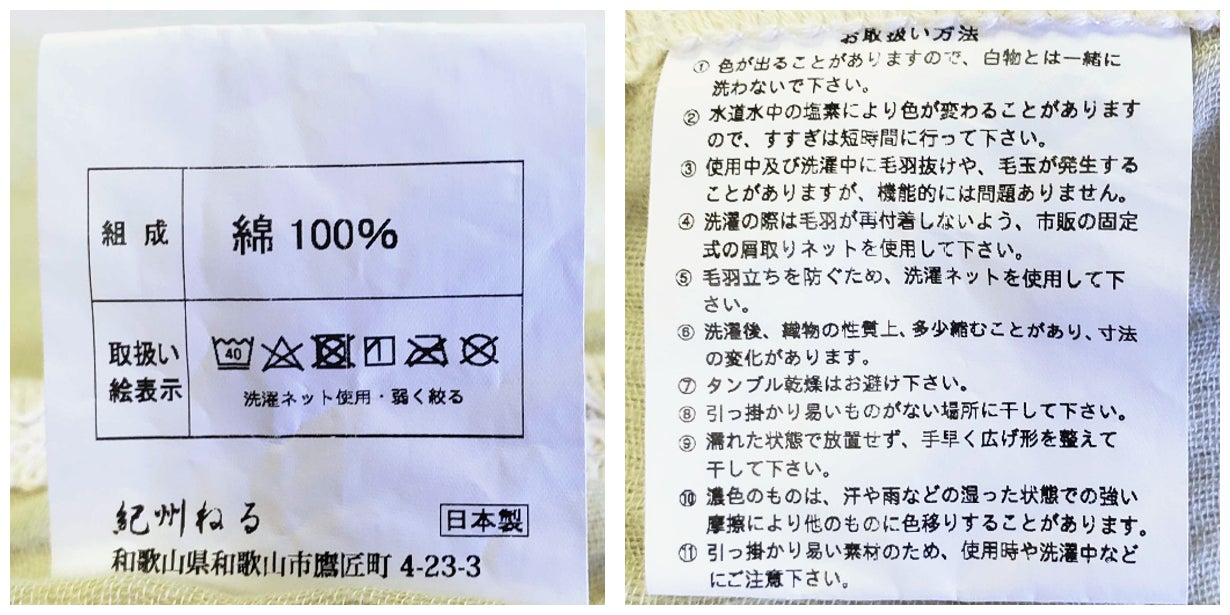 組成
綿 100%
取扱い
絵表示
40
洗濯ネット使用・弱く絞る
紀州ねる
日本製
和歌山県和歌山市鷹匠町 4-23-3
お取扱い方法
① 色が出ることがありますので、白物とは一緒に
洗わないで下さい。
② 水道水中の塩素により色が変わることがあります
ので、すすぎは短時間に行って下さい。
③ 使用中及び洗濯中に毛羽抜けや、毛玉が発生する
ことがありますが、機能的には問題ありません。
④ 洗濯の際は毛羽が再付着しないよう、市販の固定
式の屑取りネットを使用して下さい。
⑤ 毛羽立ちを防ぐため、洗濯ネットを使用して下
さい。
⑥ 洗濯後、織物の性質上、多少縮むことがあり、寸法
の変化があります。
⑦ タンブル乾燥はお避け下さい。
⑧ 引っ掛かり易いものがない場所に干して下さい。
⑨ 濡れた状態で放置せず、手早く広げ形を整えて
干して下さい。
⑩ 濃色のものは、汗や雨などの湿った状態での強い
摩擦により他のものに色移りすることがあります。
⑪ 引っ掛かり易い素材のため、使用時や洗濯中など
にご注意下さい。